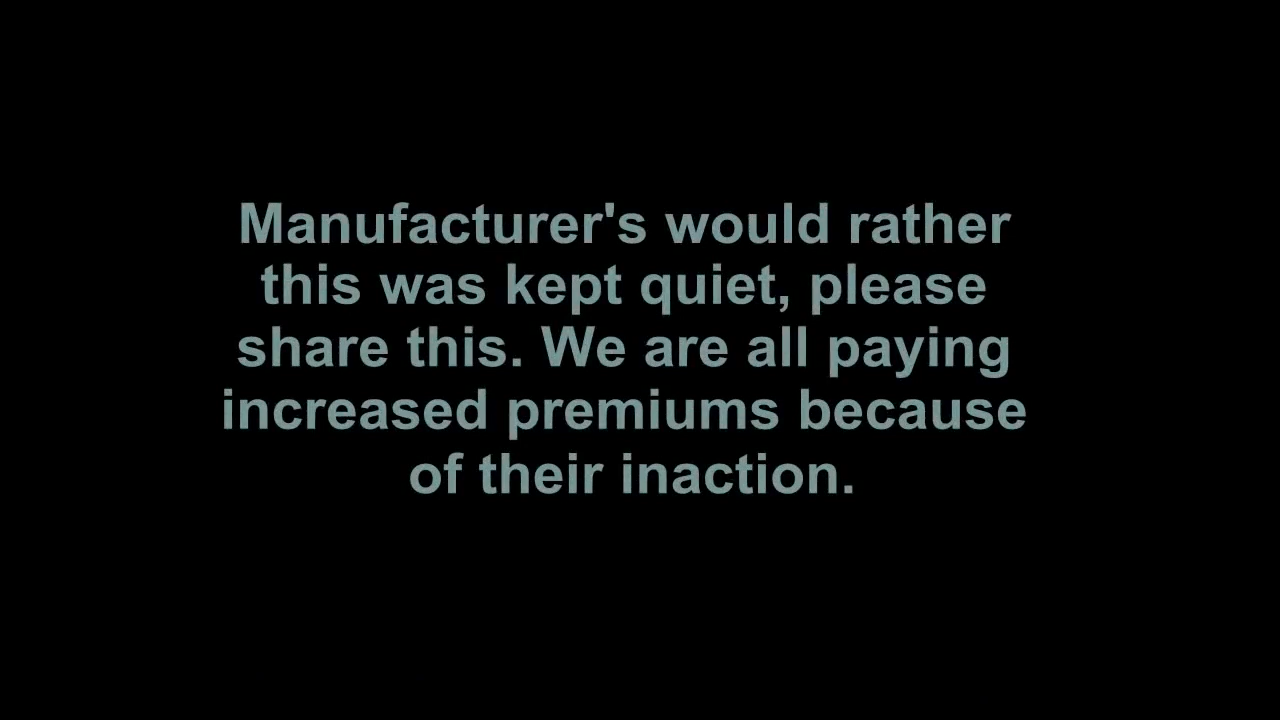 Manufacturer's would rather
this was kept quiet, please
share this. We are all paying
increased premiums because
of their inaction.